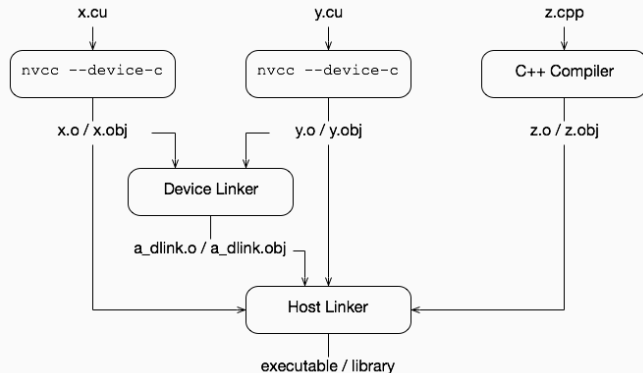 x.cu
y.cu
z.cpp
nvcc --device-c
nvcc --device-c
C++ Compiler
x.o / x.obj
y.o / y.obj
z.o / z.obj
Device Linker
a_dlink.o / a_dlink.obj
Host Linker
executable / library